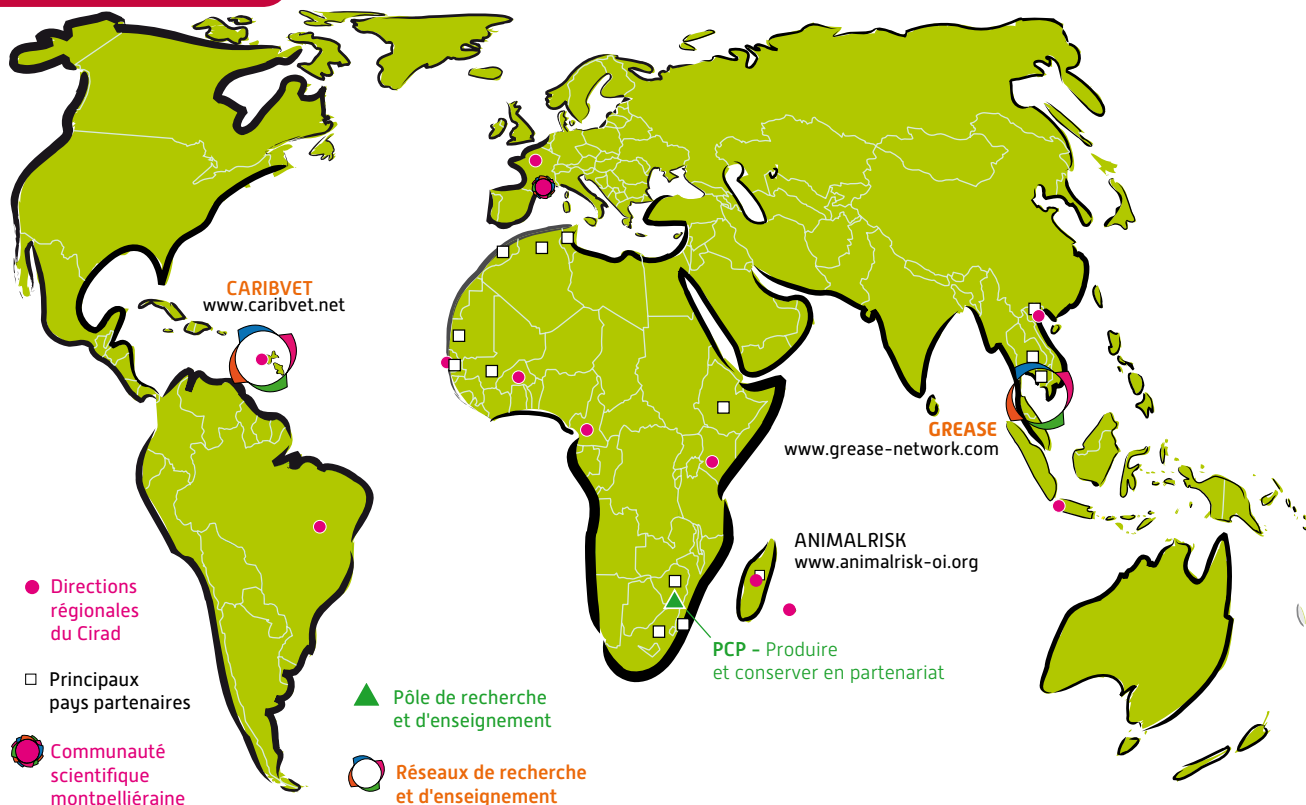 CARIBVET
www.caribvet.net
GREASE
www.grease-network.com
ANIMALRISK
www.animalrisk-oi.org
PCP - Produire
et conserver en partenariat
Directions
régionales
du Cirad
Principaux
pays partenaires
Communauté
scientifique
montpelliéraine
Pôle de recherche
et d'enseignement
Réseaux de recherche
et d'enseignement